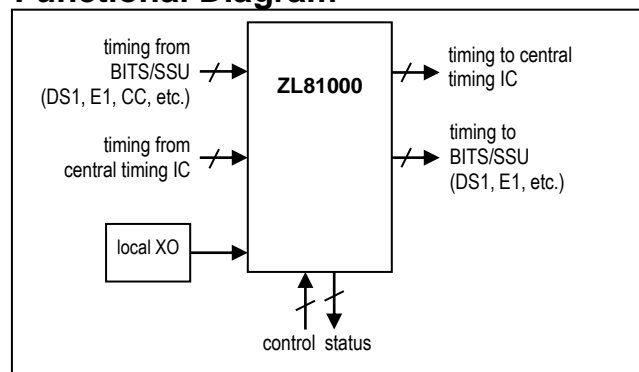 Functional Diagram
timing from
BITS/SSU
(DS1, E1, CC, etc.)
timing from
central timing IC
local XO
ZL81000
timing to central
timing IC
timing to
BITS/SSU
(DS1, E1, etc.)
control status